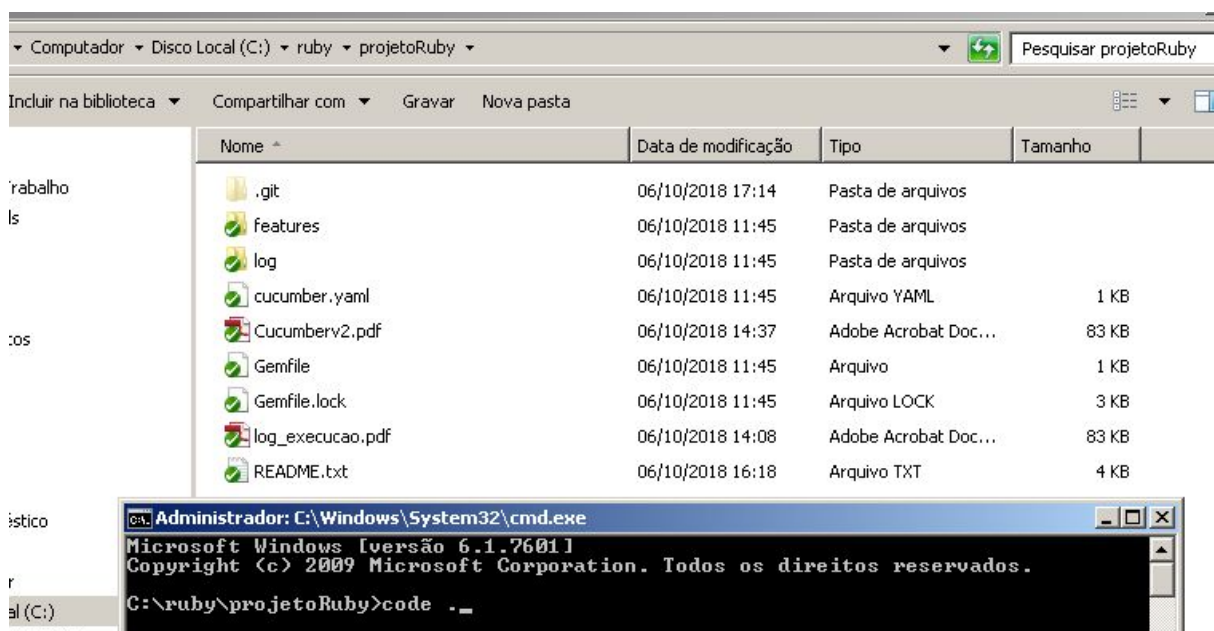 Computador Disco Local (C:) ruby projetoRuby Pesquisar projetoRuby
Incluir na biblioteca Compartilhar com Gravar Nova pasta
Nome Data de modificação Tipo Tamanho
.git 06/10/2018 17:14 Pasta de arquivos
features 06/10/2018 11:45 Pasta de arquivos
log 06/10/2018 11:45 Pasta de arquivos
cucumber.yaml 06/10/2018 11:45 Arquivo YAML 1 KB
Cucumberv2.pdf 06/10/2018 14:37 Adobe Acrobat Doc... 83 KB
Gemfile 06/10/2018 11:45 Arquivo 1 KB
Gemfile.lock 06/10/2018 11:45 Arquivo LOCK 3 KB
log_execucao.pdf 06/10/2018 14:08 Adobe Acrobat Doc... 83 KB
README.txt 06/10/2018 16:18 Arquivo TXT 4 KB
rabalho
ls
cos
éstico
r
al (C:)
Administrador: C:\Windows\System32\cmd.exe
Microsoft Windows [versão 6.1.7601]
Copyright (c) 2009 Microsoft Corporation. Todos os direitos reservados.
C:\ruby\projetoRuby>code ._